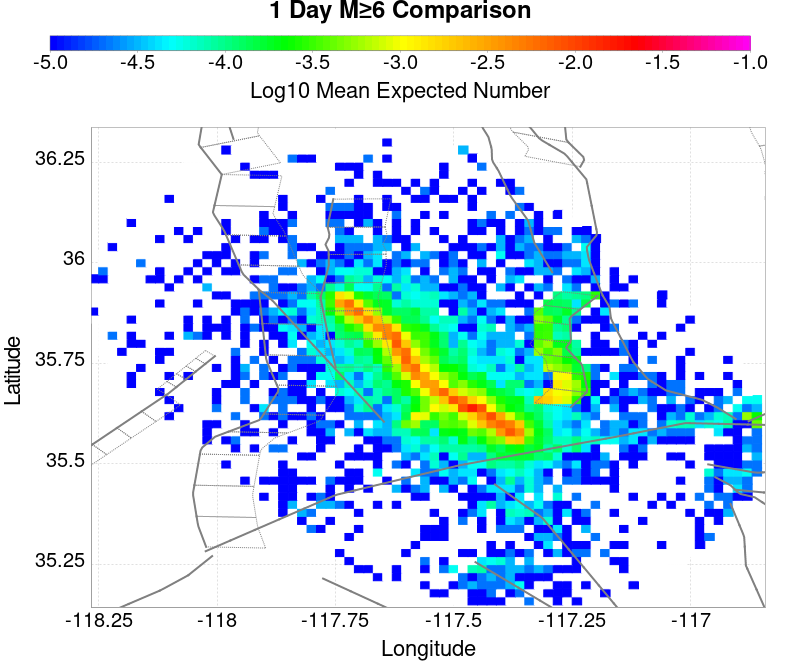 1 Day M≥6 Comparison
-5.0 -4.5 -4.0 -3.5 -3.0 -2.5 -2.0 -1.5 -1.0
Log10 Mean Expected Number
36.25
36
35.75
35.5
35.25
Latitude
-118.25 -118 -117.75 -117.5 -117.25 -117
Longitude